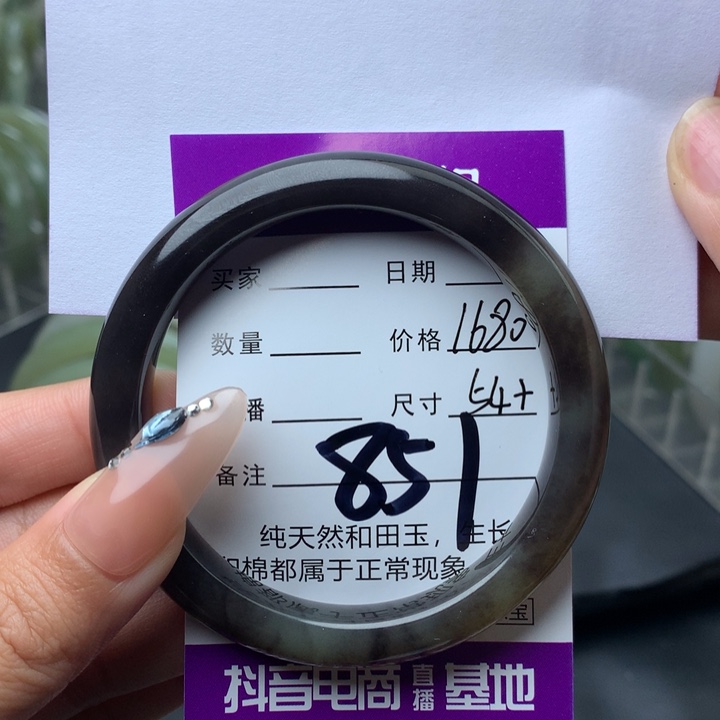 买家 日期
数量 价格 1680
播 尺寸 54+
备注 851
纯天然和田玉，生长
棉都属于正常现象
宝
抖音电商 直播 基地